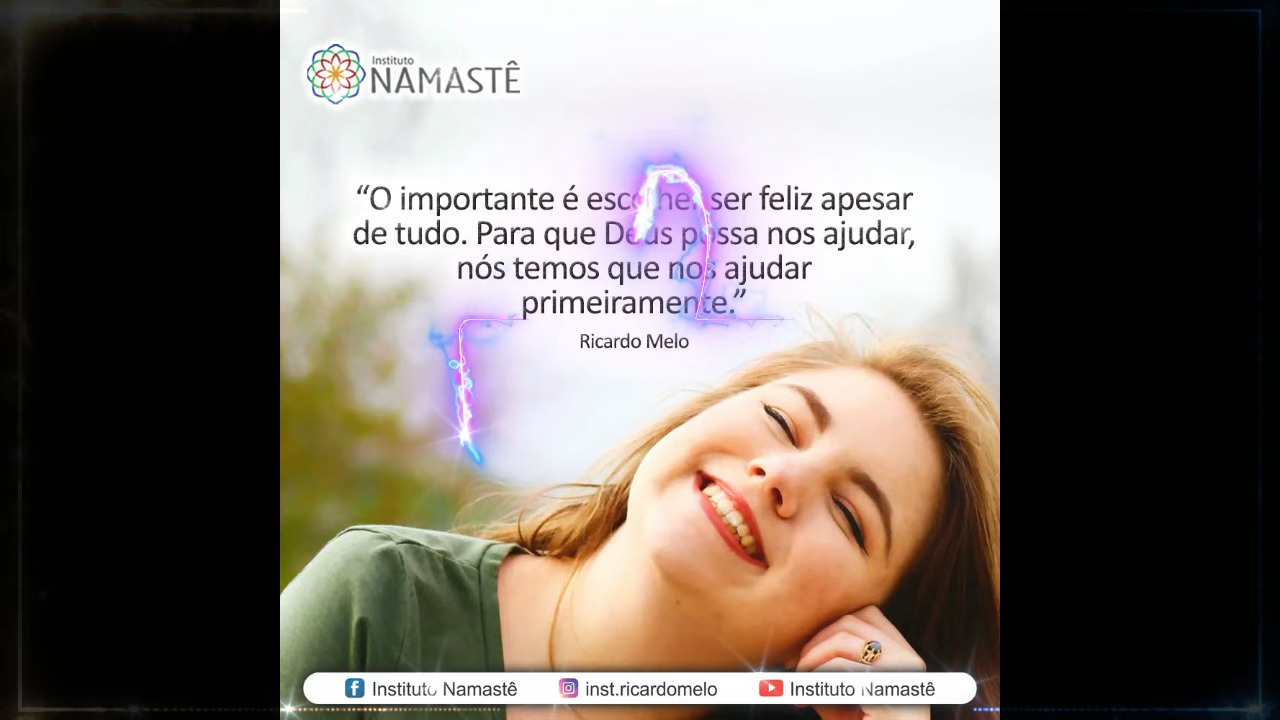 Instituto
NAMASTÊ
“O importante é escolher ser feliz apesar
de tudo. Para que Deus possa nos ajudar,
nós temos que nos ajudar
primeiramente.”
Ricardo Melo
Instituto Namastê
inst.ricardomelo
Instituto Namastê